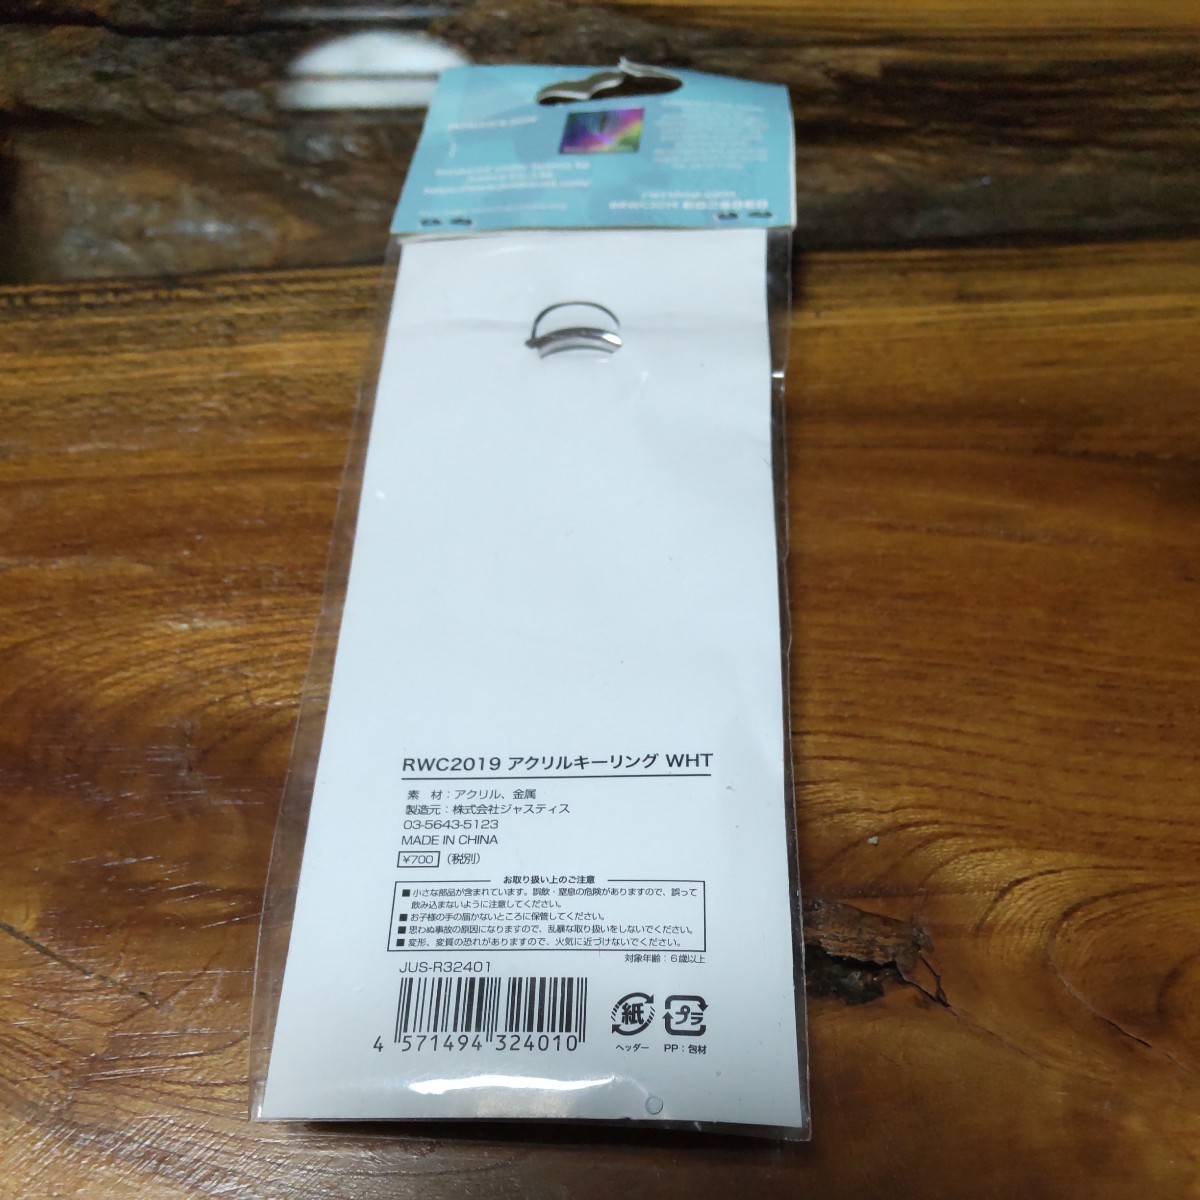 RWC2019 アクリルキーリング WHT
素 材：アクリル、金属
製造元：株式会社ジャスティス
03-5643-5123
MADE IN CHINA
¥700 (税別)
お取り扱い上のご注意
■小さな部品が含まれています。誤飲・窒息の危険がありますので、誤って
飲み込まないように注意してください。
■お子様の手の届かないところに保管してください。
■思わぬ事故の原因になりますので、乱暴な取り扱いをしないでください。
■変形、変質の恐れがありますので、火気に近づけないでください。
対象年齢：6歳以上
JUS-R32401
4 571494 324010
紙
ヘッダー
プラ
PP：包材